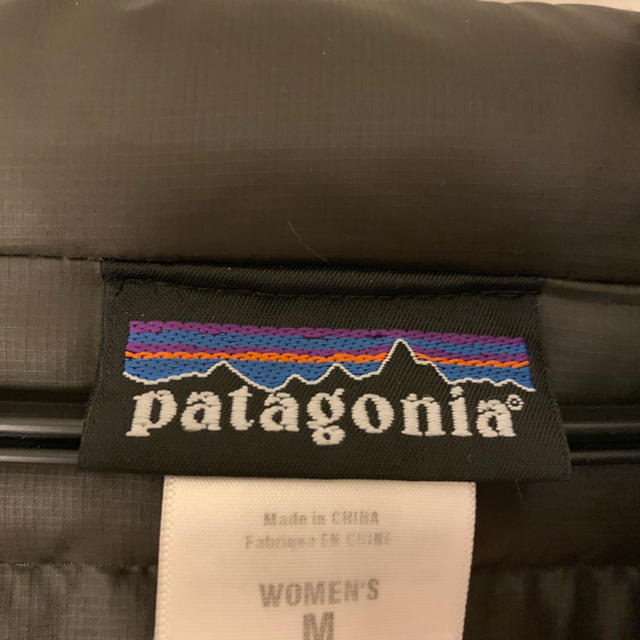 patagonia®
Made in CHINA
Fabriqué EN CHINE
WOMEN'S
M